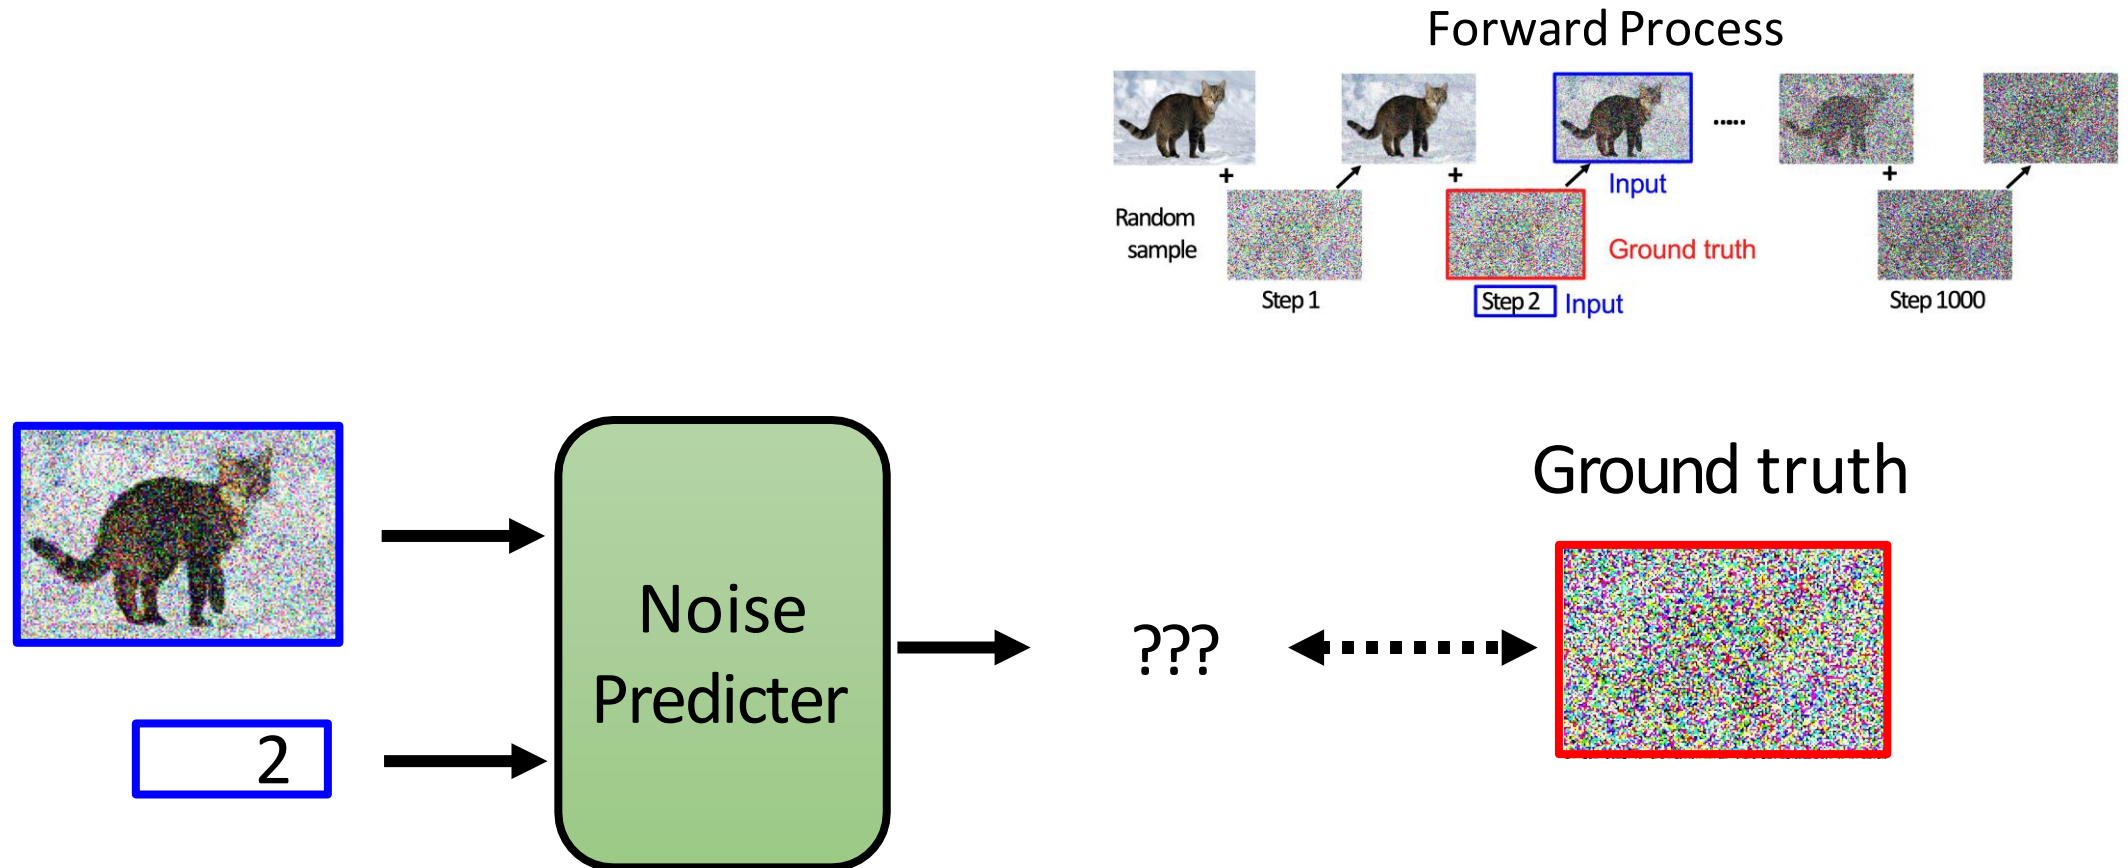 Forward Process
.....
+
+
+
Input
Random
sample
Ground truth
Step 1
Step 2
Input
Step 1000
Ground truth
Noise
Predicter
???
2